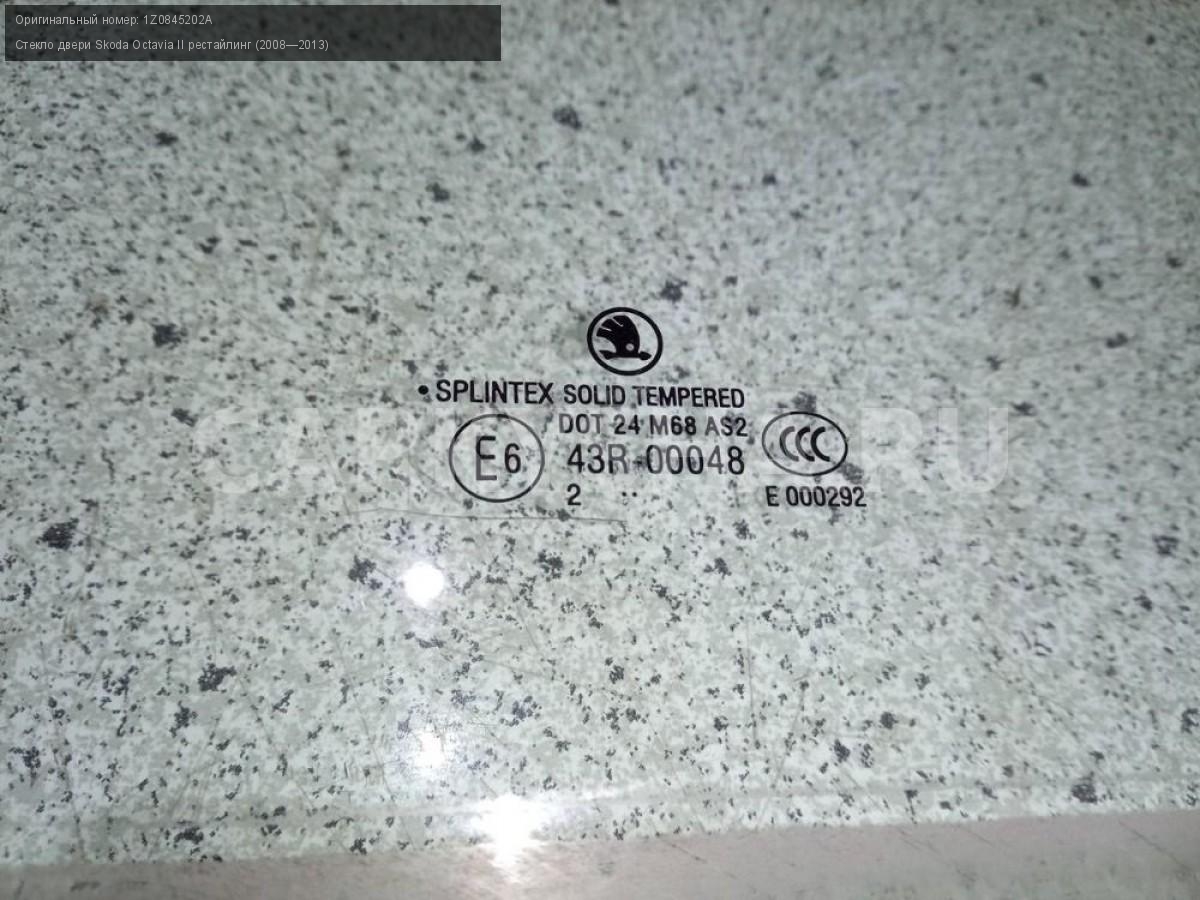 Оригинальный номер: 1Z0845202A
Стекло двери Skoda Octavia II рестайлинг (2008—2013)
• SPLINTEX SOLID TEMPERED
DOT 24 M68 AS2
E6 43R-00048 CCC
2 ..
E 000292